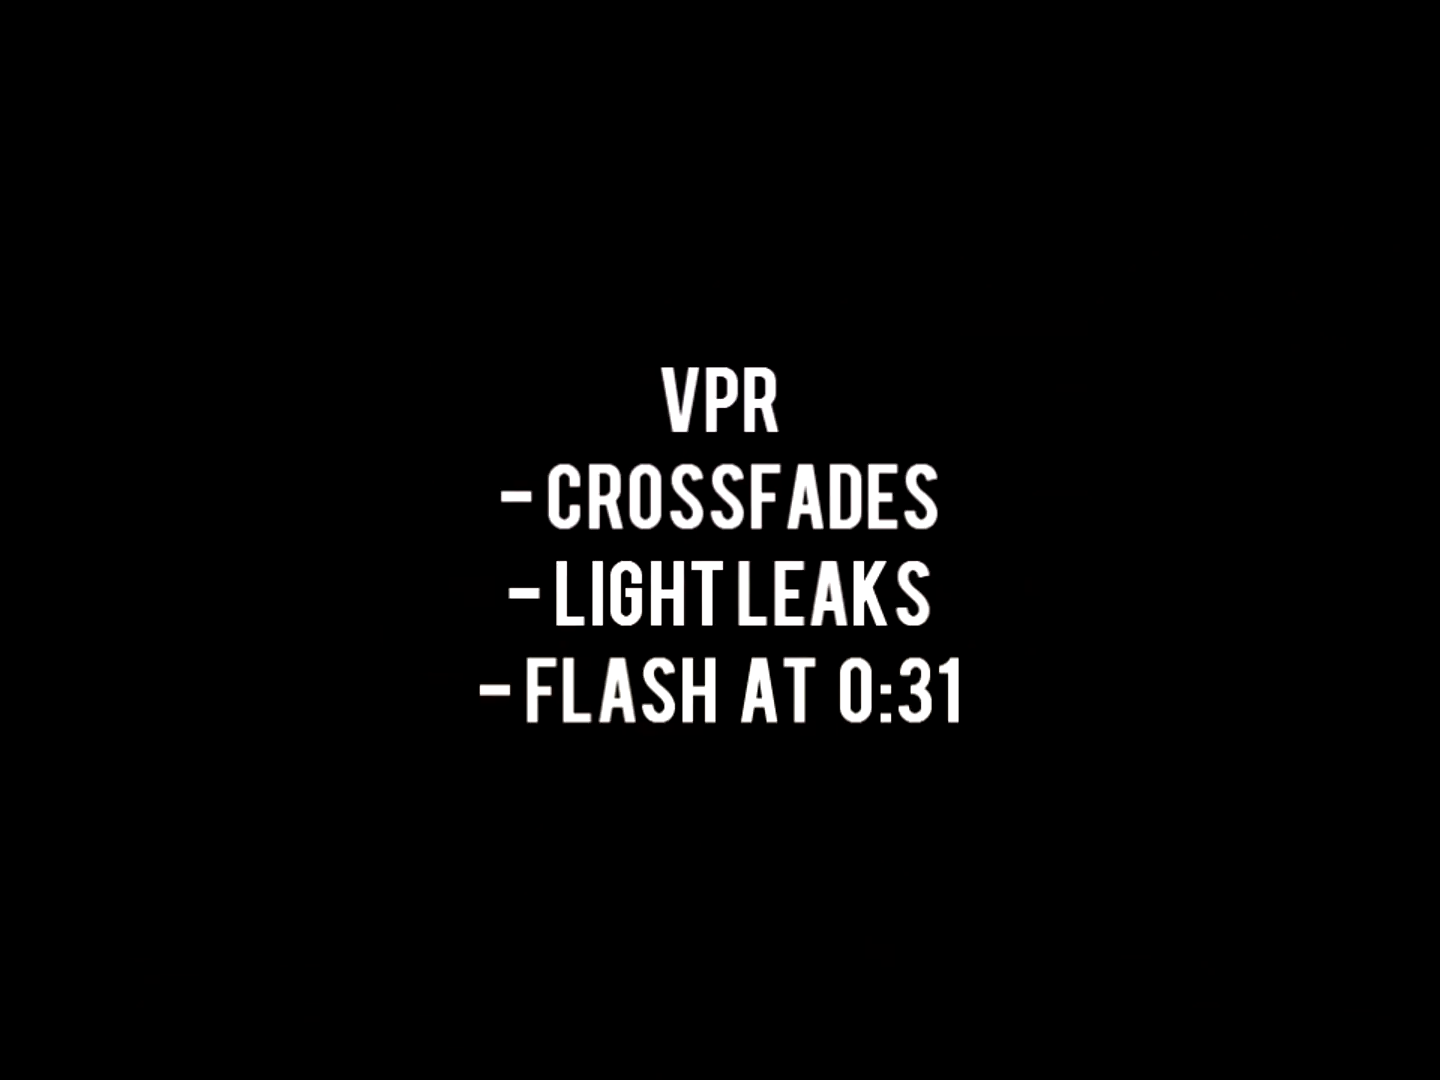 VPR
- CROSSFADES
- LIGHT LEAKS
- FLASH AT 0:31